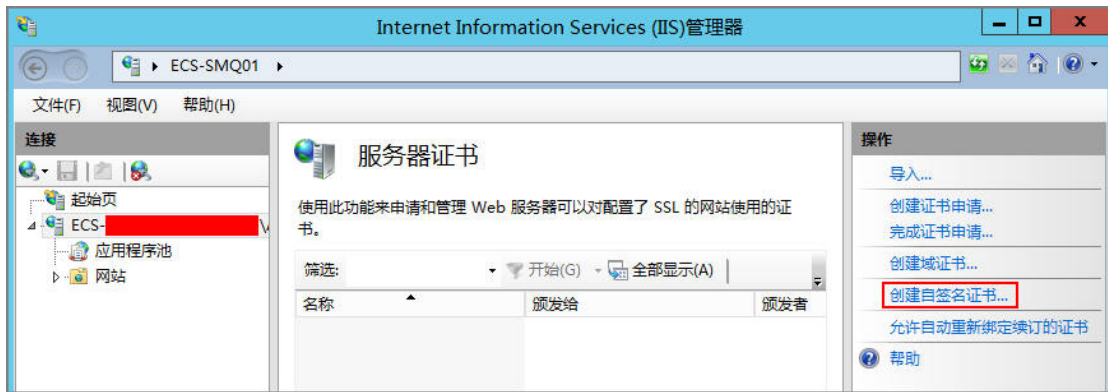 Internet Information Services (IIS)管理器
ECS-SMQ01
文件(F) 视图(V) 帮助(H)
连接
起始页
ECS-
应用程序池
网站
服务器证书
使用此功能来申请和管理 Web 服务器可以对配置了 SSL 的网站使用的证
书。
筛选: 开始(G) 全部显示(A)
名称 颁发给 颁发者
操作
导入...
创建证书申请...
完成证书申请...
创建域证书...
创建自签名证书...
允许自动重新绑定续订的证书
帮助